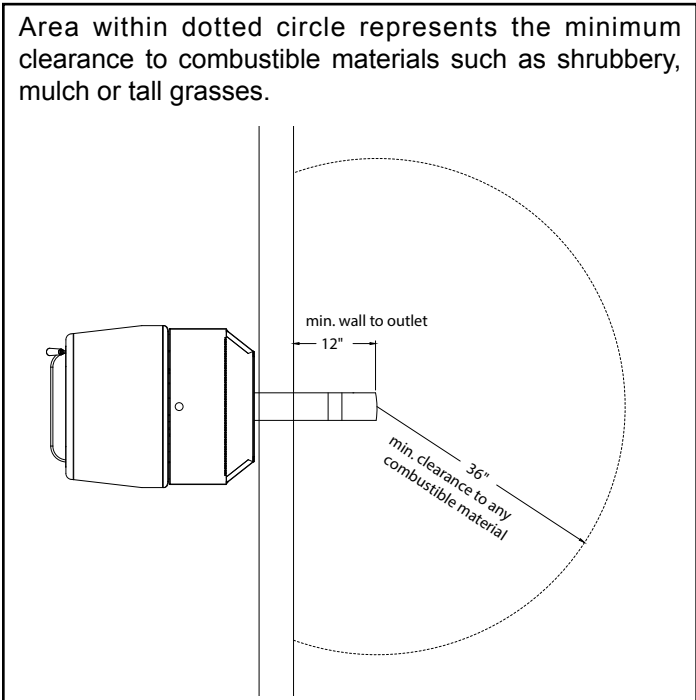 Area within dotted circle represents the minimum
clearance to combustible materials such as shrubbery,
mulch or tall grasses.
min. wall to outlet
12"
36"
min. clearance to any
combustible material